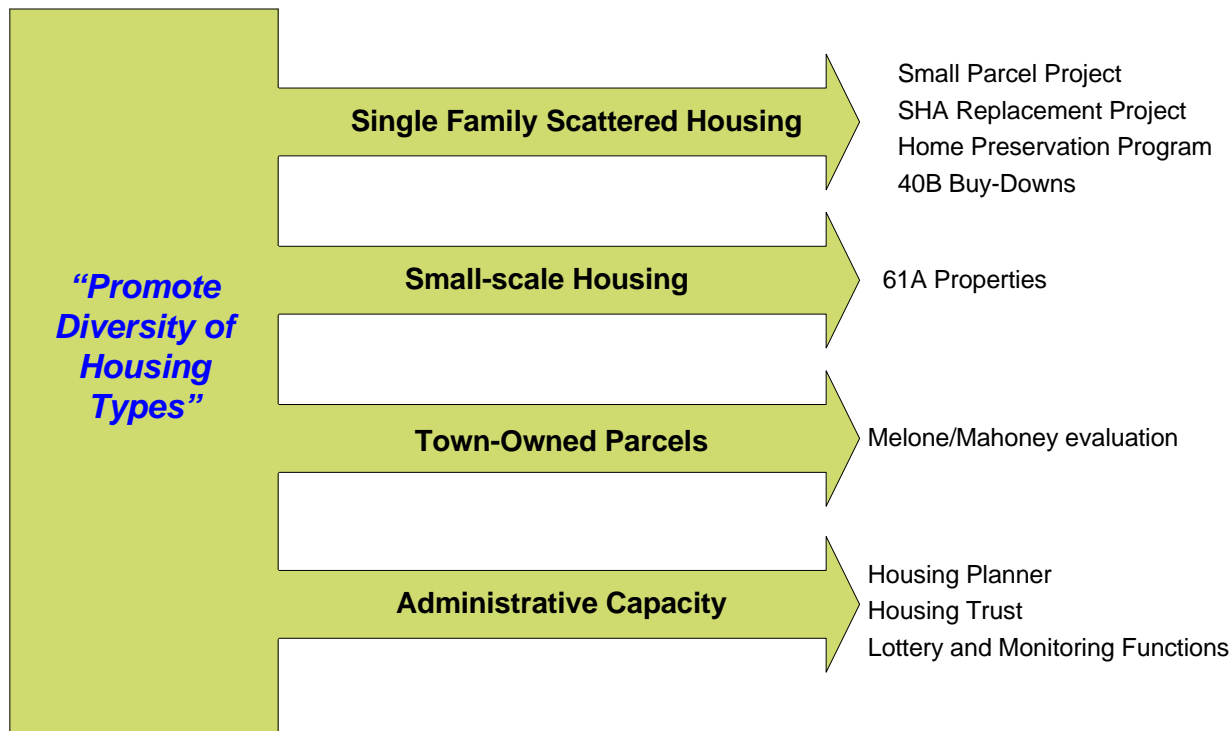 “Promote
Diversity of
Housing
Types”
Single Family Scattered Housing
Small Parcel Project
SHA Replacement Project
Home Preservation Program
40B Buy-Downs
Small-scale Housing
61A Properties
Town-Owned Parcels
Melone/Mahoney evaluation
Administrative Capacity
Housing Planner
Housing Trust
Lottery and Monitoring Functions